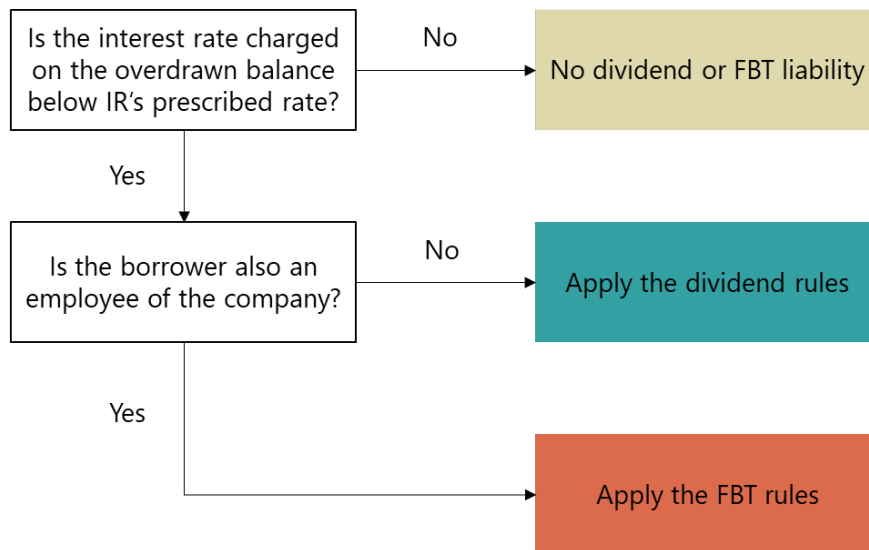 Is the interest rate charged
on the overdrawn balance
below IR's prescribed rate?
No
No dividend or FBT liability
Yes
Is the borrower also an
employee of the company?
No
Apply the dividend rules
Yes
Apply the FBT rules